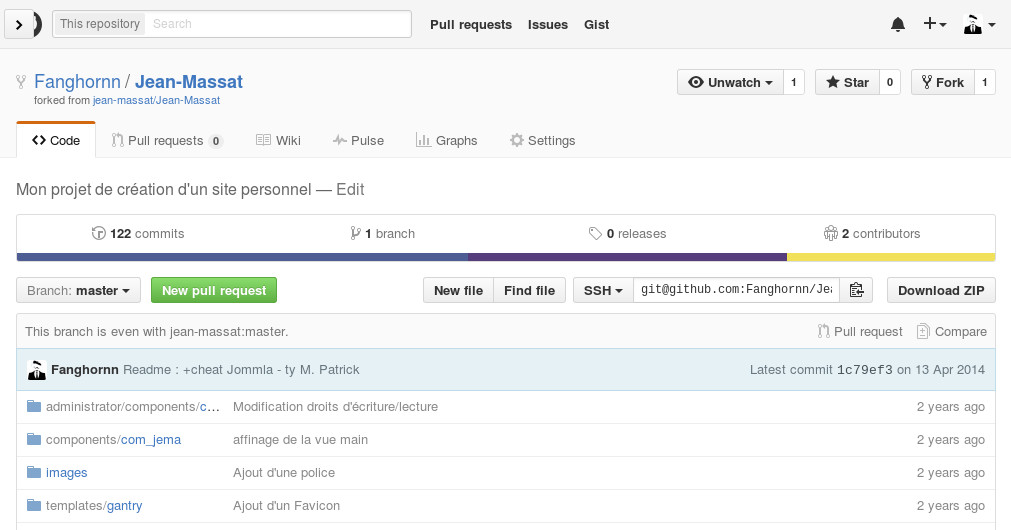 This repository Search Pull requests Issues Gist
Fanghornn / Jean-Massat Unwatch 1 Star 0 Fork 1
forked from jean-massat/Jean-Massat
Code Pull requests 0 Wiki Pulse Graphs Settings
Mon projet de création d'un site personnel — Edit
122 commits 1 branch 0 releases 2 contributors
Branch: master New pull request New file Find file SSH git@github.com:Fanghornn/Jea Download ZIP
This branch is even with jean-massat:master. Pull request Compare
Fanghornn Readme : +cheat Jommla - ty M. Patrick Latest commit 1c79ef3 on 13 Apr 2014
administrator/components/c… Modification droits d'écriture/lecture 2 years ago
components/com_jema affinage de la vue main 2 years ago
images Ajout d'une police 2 years ago
templates/gantry Ajout d'un Favicon 2 years ago